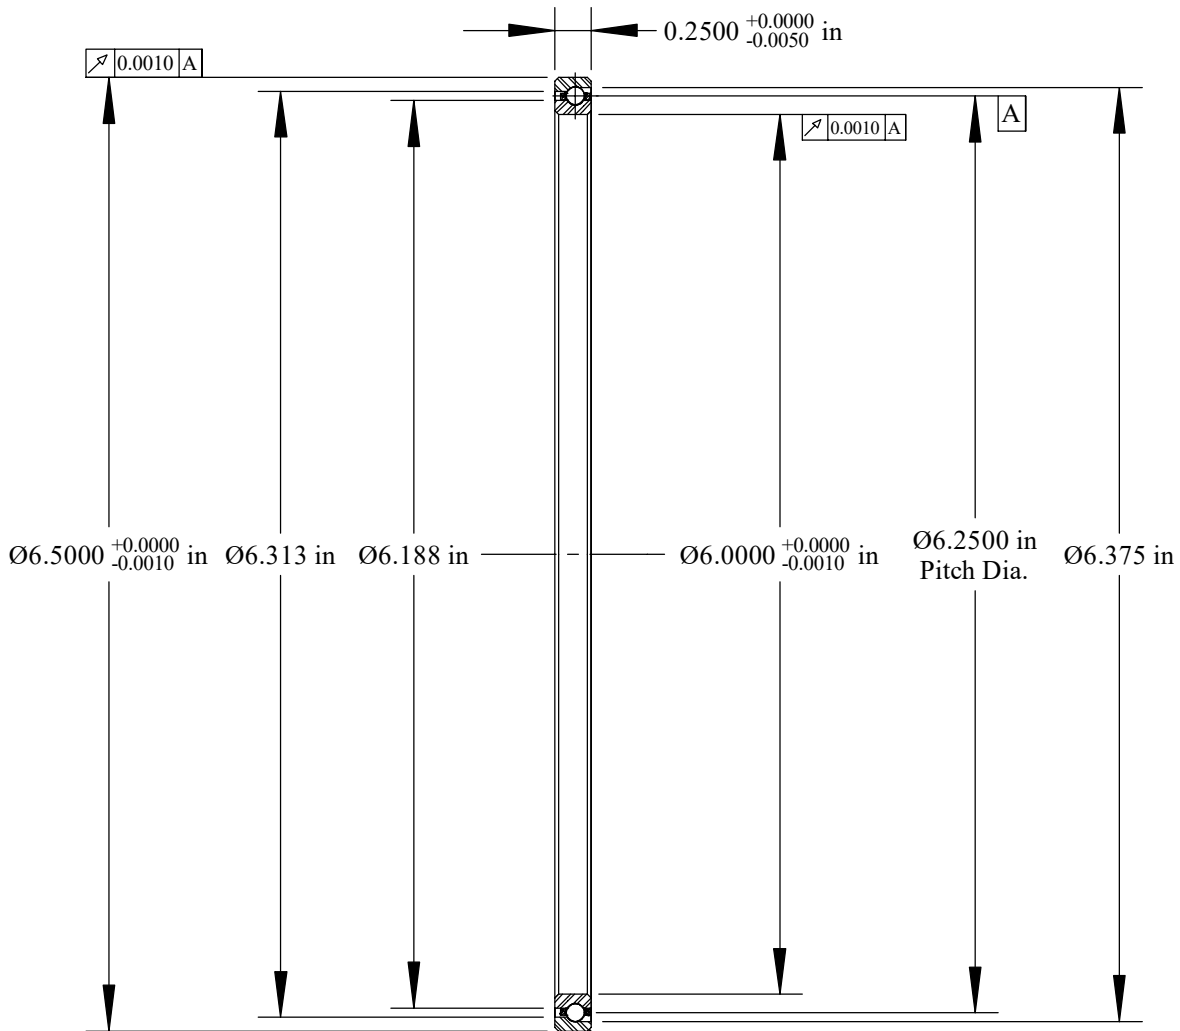 0.2500 +0.0000 -0.0050 in
0.0010 A
A
0.0010 A
Ø6.5000 +0.0000 -0.0010 in
Ø6.313 in
Ø6.188 in
Ø6.0000 +0.0000 -0.0010 in
Ø6.2500 in
Pitch Dia.
Ø6.375 in